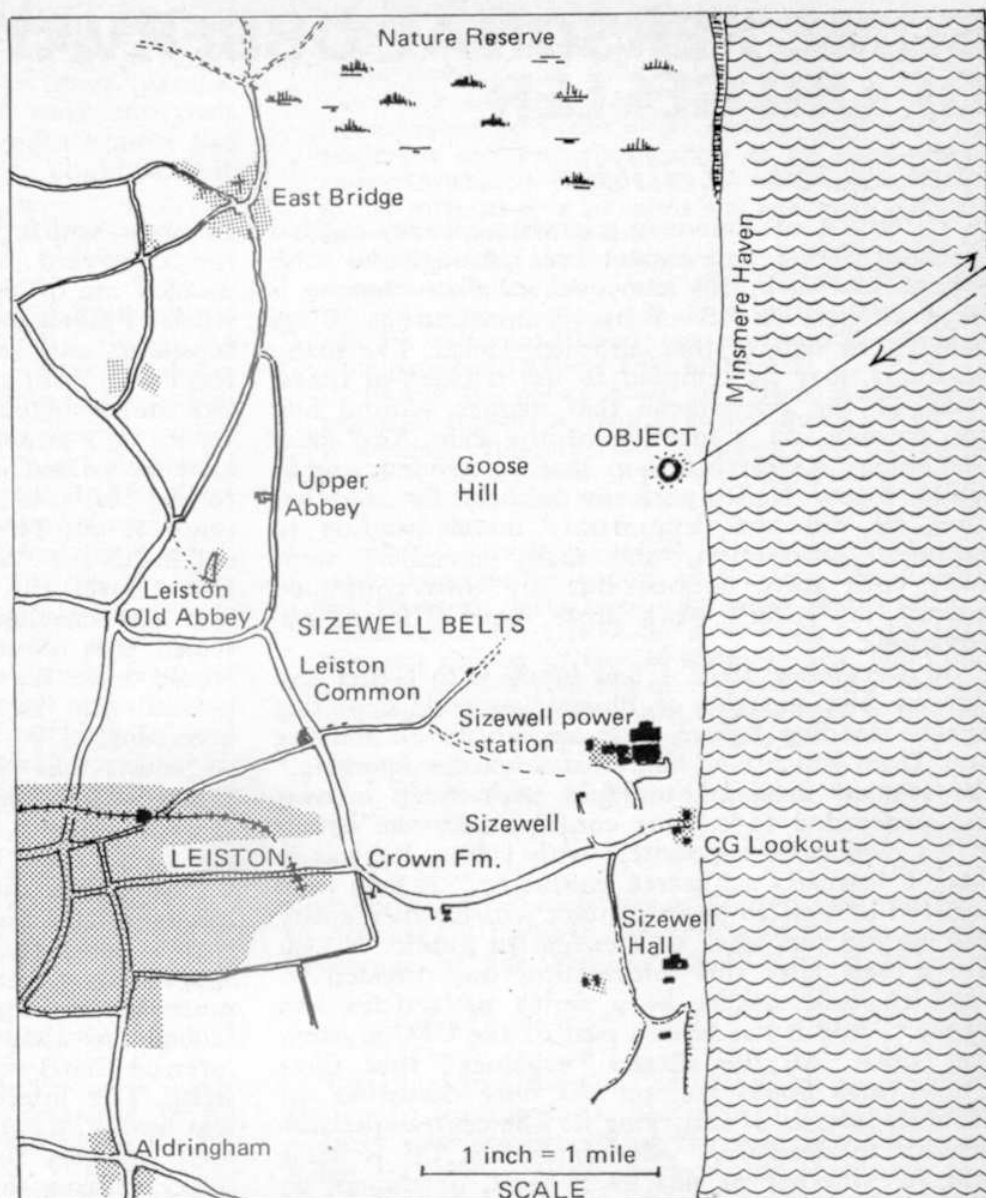 Nature Reserve
East Bridge
Minsmere Haven
OBJECT
Goose
Hill
Upper
Abbey
Leiston
Old Abbey
SIZEWELL BELTS
Leiston
Common
Sizewell power
station
Sizewell
CG Lookout
LEISTON
Crown Fm.
Sizewell
Hall
Aldringham
1 inch = 1 mile
SCALE